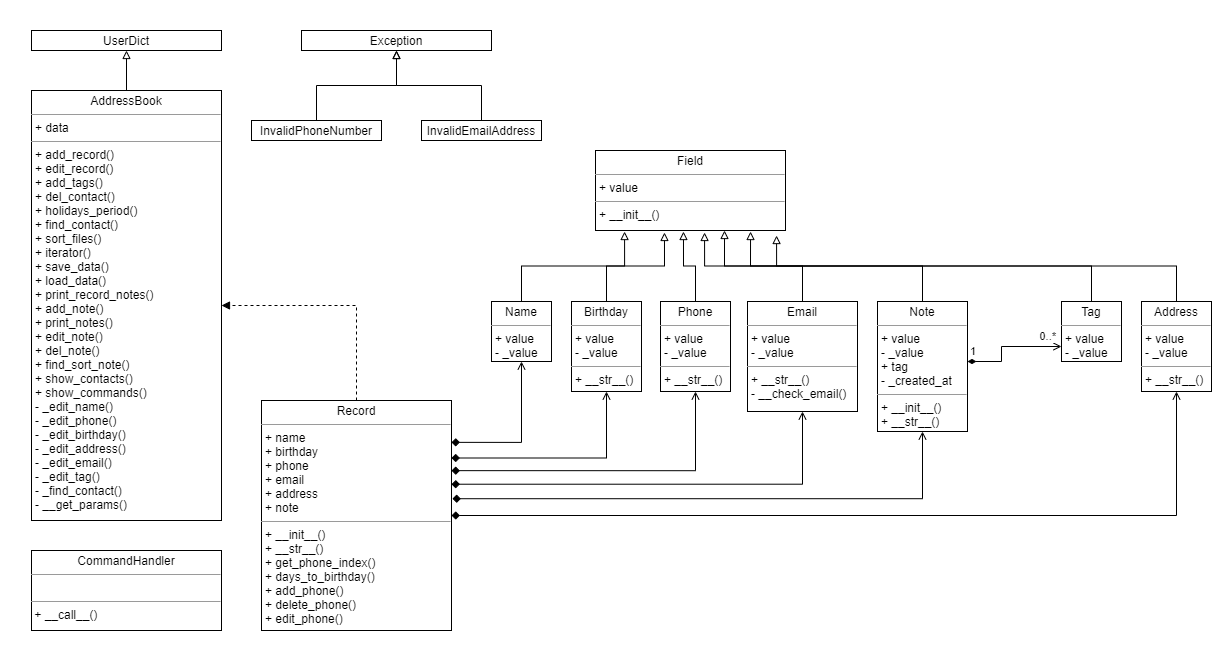 UserDict
AddressBook
+ data
+ add_record()
+ edit_record()
+ add_tags()
+ del_contact()
+ holidays_period()
+ find_contact()
+ sort_files()
+ iterator()
+ save_data()
+ load_data()
+ print_record_notes()
+ add_note()
+ print_notes()
+ edit_note()
+ del_note()
+ find_sort_note()
+ show_contacts()
+ show_commands()
- _edit_name()
- _edit_phone()
- _edit_birthday()
- _edit_address()
- _edit_email()
- _edit_tag()
- _find_contact()
- __get_params()
CommandHandler
+ __call__()
Exception
InvalidPhoneNumber
InvalidEmailAddress
Record
+ name
+ birthday
+ phone
+ email
+ address
+ note
+ __init__()
+ __str__()
+ get_phone_index()
+ days_to_birthday()
+ add_phone()
+ delete_phone()
+ edit_phone()
Field
+ value
+ __init__()
Name
+ value
- _value
Birthday
+ value
- _value
+ __str__()
Phone
+ value
- _value
+ __str__()
Email
+ value
- _value
+ __str__()
- __check_email()
Note
+ value
- _value
+ tag
- _created_at
+ __init__()
+ __str__()
1
0..*
Tag
+ value
- _value
Address
+ value
- _value
+ __str__()